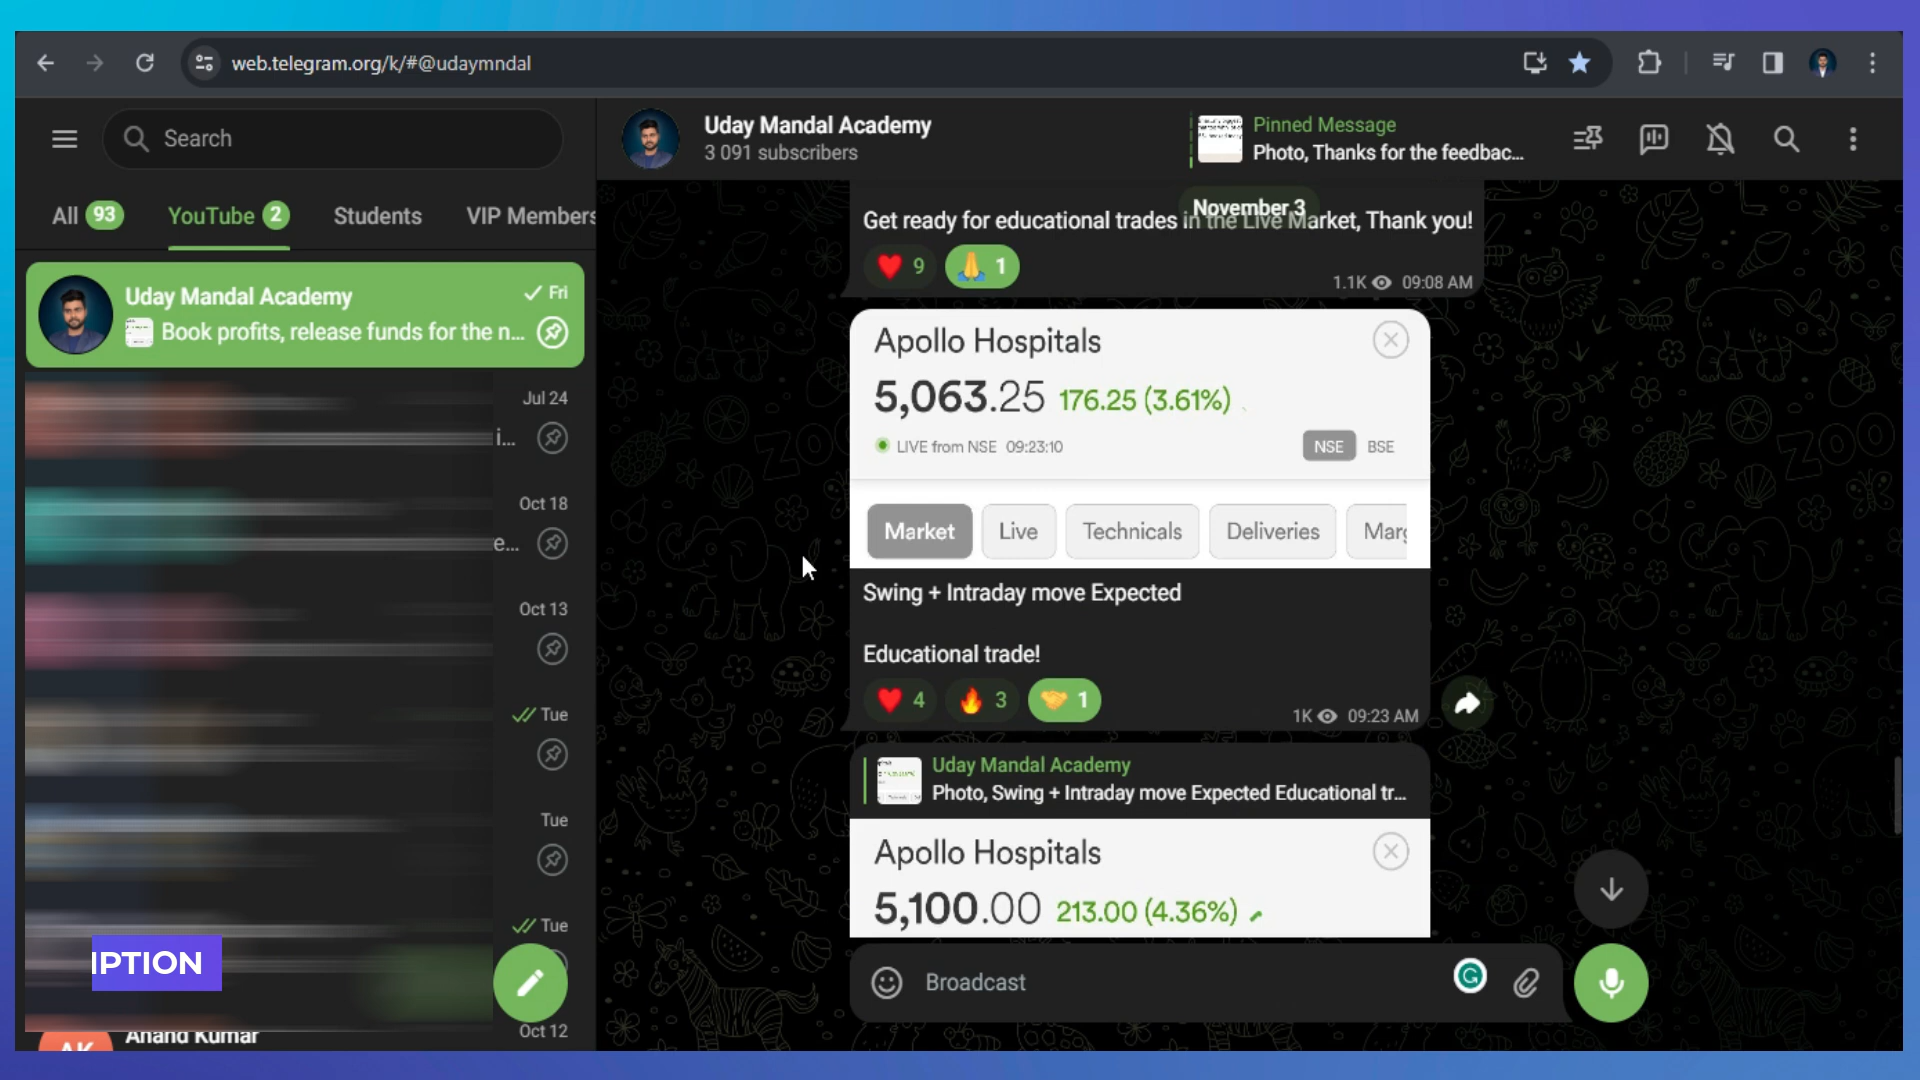 web.telegram.org/k/#@udaymndal
Search
All 93
YouTube 2
Students
VIP Members
Uday Mandal Academy
Fri
Book profits, release funds for the n...
Jul 24
i...
Oct 18
e...
Oct 13
Tue
Tue
Tue
IPTION
Anand Kumar
AK
Oct 12
Uday Mandal Academy
3 091 subscribers
Pinned Message
Photo, Thanks for the feedbac...
November 3
Get ready for educational trades in the Live Market, Thank you!
9
1
1.1K 09:08 AM
Apollo Hospitals
5,063.25 176.25 (3.61%)
LIVE from NSE 09:23:10
NSE BSE
Market
Live
Technicals
Deliveries
Marg
Swing + Intraday move Expected
Educational trade!
4
3
1
1K 09:23 AM
Uday Mandal Academy
Photo, Swing + Intraday move Expected Educational tr...
Apollo Hospitals
5,100.00 213.00 (4.36%)
Broadcast